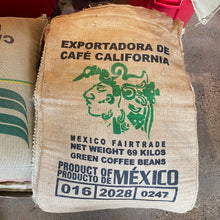 EXPORTADORA DE
CAFÉ CALIFORNIA
MEXICO FAIRTRADE
NET WEIGHT 69 KILOS
GREEN COFFEE BEANS
PRODUCT OF
PRODUCTO DE MÉXICO
016 2028 0247